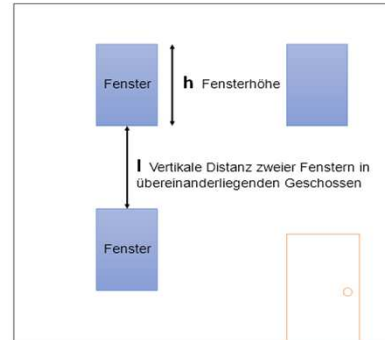 Fenster
h Fensterhöhe
l Vertikale Distanz zweier Fenstern in
übereinanderliegenden Geschossen
Fenster